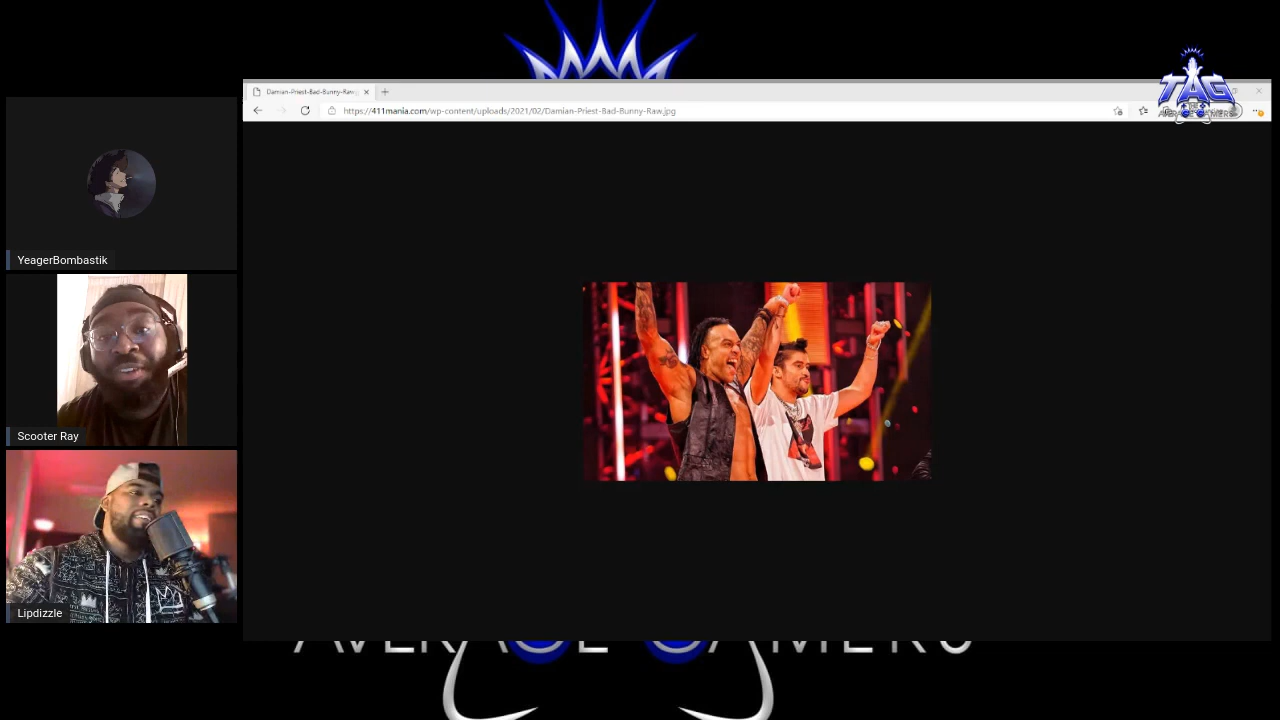 TAG
Damian-Priest-Bad-Bunny-Raw
https://411mania.com/wp-content/uploads/2021/02/Damian-Priest-Bad-Bunny-Raw.jpg
YeagerBombastik
Scooter Ray
Lipdizzle